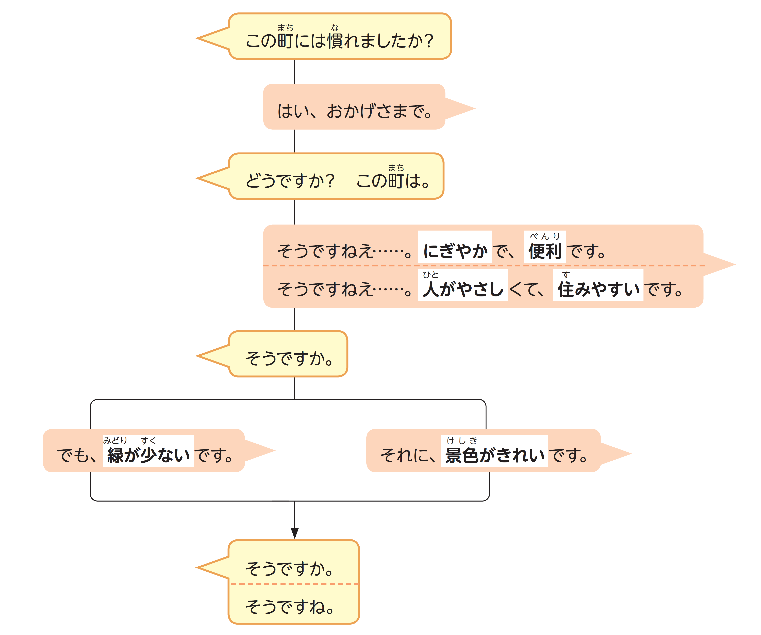 この町には慣れましたか？
はい、おかげさまで。
どうですか？　この町は。
そうですねえ……。にぎやかで、便利です。
そうですねえ……。人がやさしくて、住みやすいです。
そうですか。
でも、緑が少ないです。
それに、景色がきれいです。
そうですか。
そうですね。